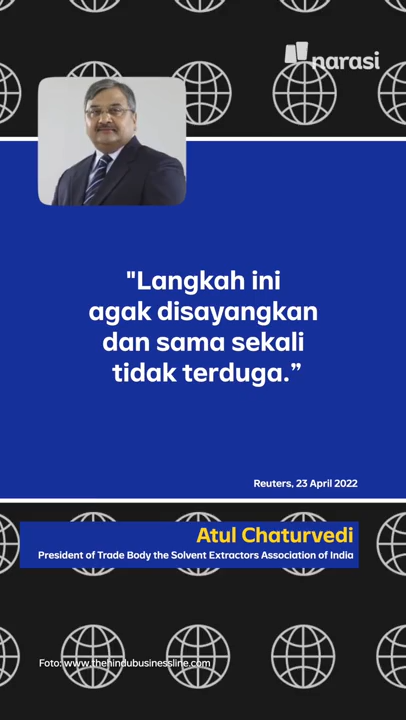 narasi
"Langkah ini
agak disayangkan
dan sama sekali
tidak terduga.”
Reuters, 23 April 2022
Atul Chaturvedi
President of Trade Body the Solvent Extractors Association of India
Foto: www.thehindubusinessline.com